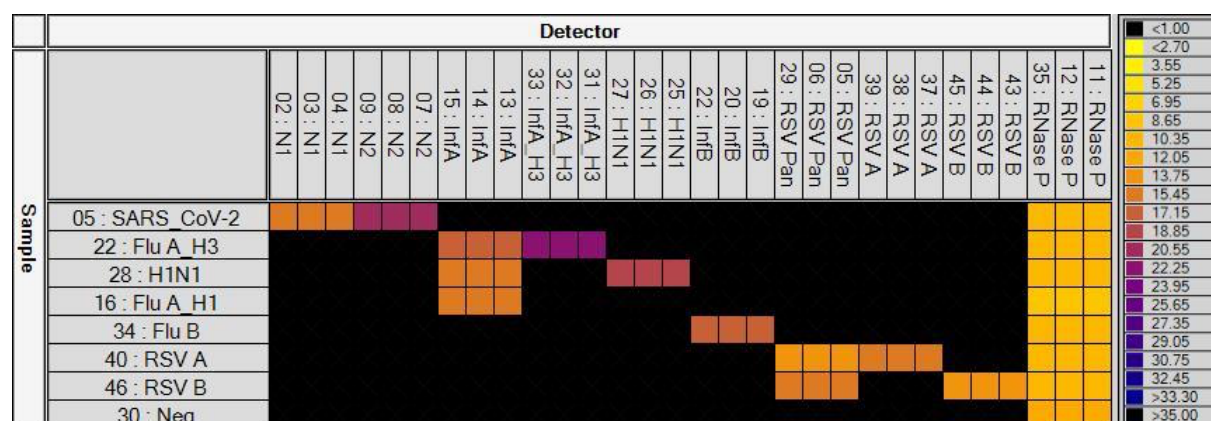 Detector
02 : N1
03 : N1
04 : N1
09 : N2
08 : N2
07 : N2
15 : InfA
14 : InfA
13 : InfA
33 : InfA_H3
32 : InfA_H3
31 : InfA_H3
27 : H1N1
26 : H1N1
25 : H1N1
22 : InfB
20 : InfB
19 : InfB
29 : RSV Pan
06 : RSV Pan
05 : RSV Pan
39 : RSV A
38 : RSV A
37 : RSV A
45 : RSV B
44 : RSV B
43 : RSV B
35 : RNase P
12 : RNase P
11 : RNase P
Sample
05 : SARS_CoV-2
22 : Flu A_H3
28 : H1N1
16 : Flu A_H1
34 : Flu B
40 : RSV A
46 : RSV B
30 : Neg
<1.00
<2.70
3.55
5.25
6.95
8.65
10.35
12.05
13.75
15.45
17.15
18.85
20.55
22.25
23.95
25.65
27.35
29.05
30.75
32.45
>33.30
>35.00